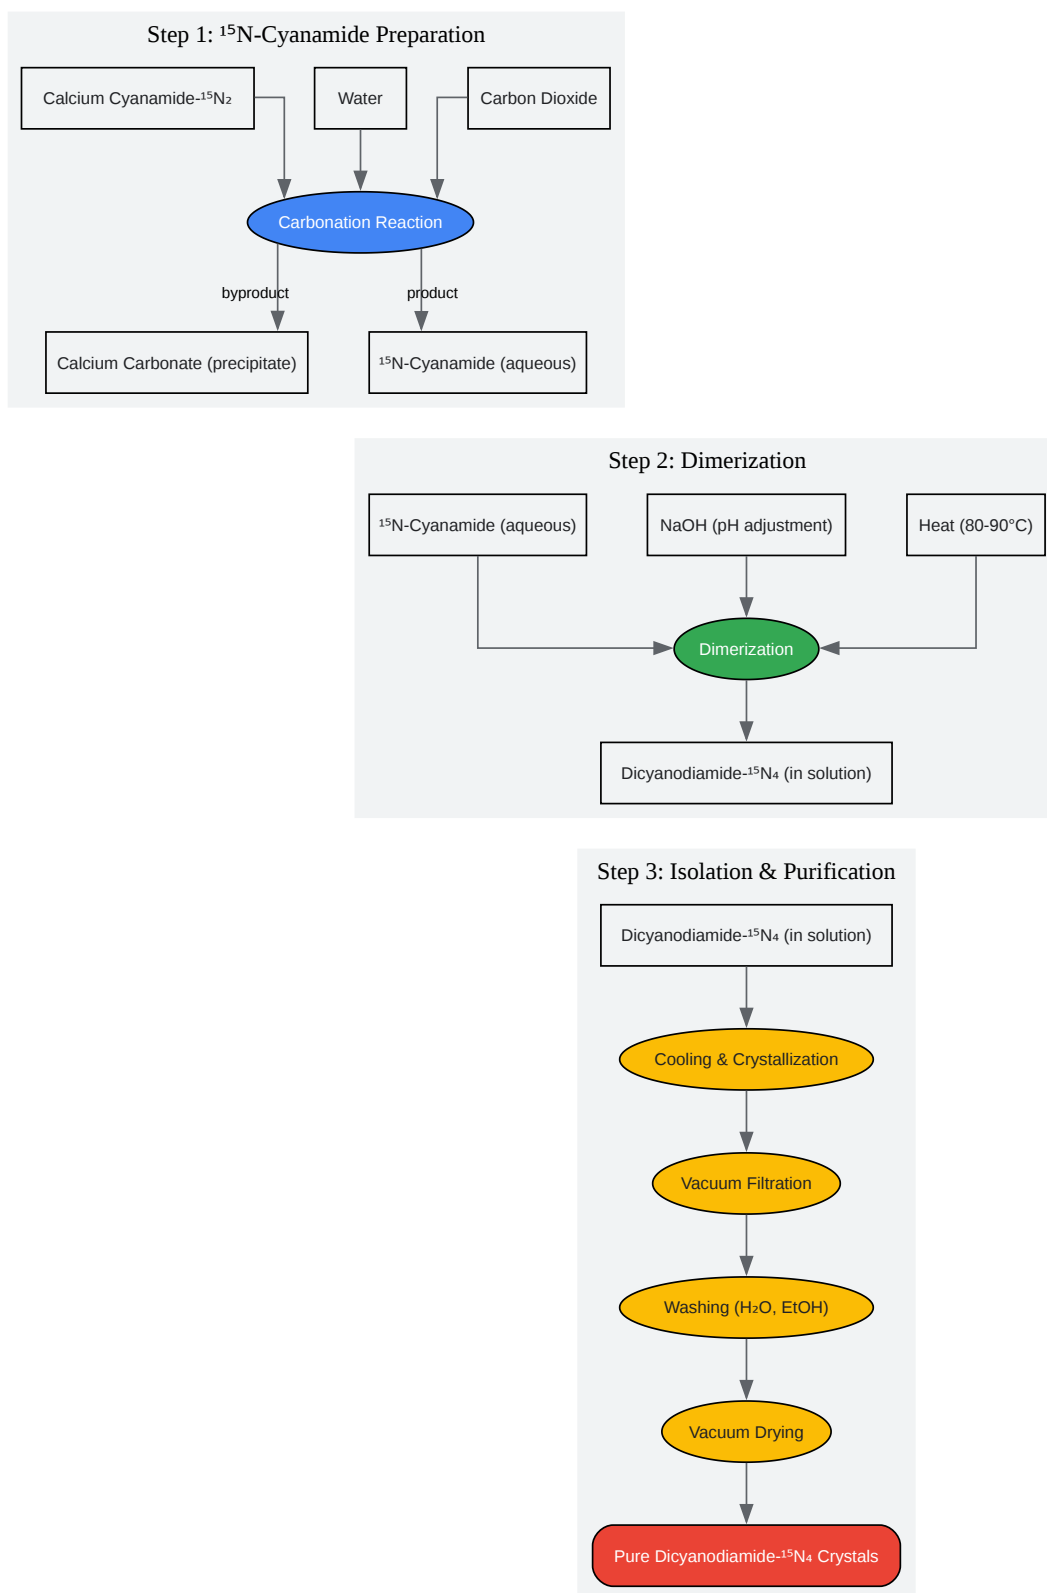 Step 1: ¹⁵N-Cyanamide Preparation
Calcium Cyanamide-¹⁵N₂
Water
Carbon Dioxide
Carbonation Reaction
byproduct
product
Calcium Carbonate (precipitate)
¹⁵N-Cyanamide (aqueous)
Step 2: Dimerization
¹⁵N-Cyanamide (aqueous)
NaOH (pH adjustment)
Heat (80-90°C)
Dimerization
Dicyanodiamide-¹⁵N₄ (in solution)
Step 3: Isolation & Purification
Dicyanodiamide-¹⁵N₄ (in solution)
Cooling & Crystallization
Vacuum Filtration
Washing (H₂O, EtOH)
Vacuum Drying
Pure Dicyanodiamide-¹⁵N₄ Crystals